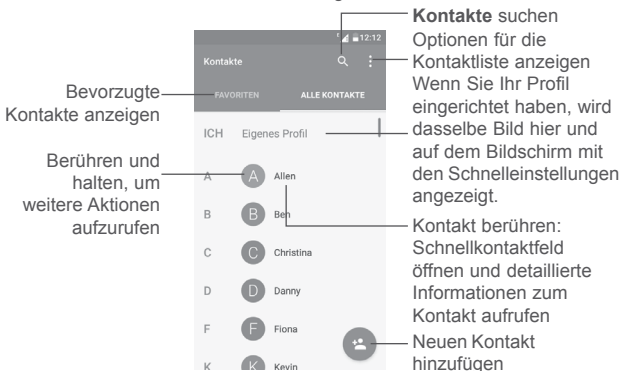 Kontakte suchen
Optionen für die
Kontaktliste anzeigen
Wenn Sie Ihr Profil
eingerichtet haben, wird
dasselbe Bild hier und
auf dem Bildschirm mit
den Schnelleinstellungen
angezeigt.
Kontakt berühren:
Schnellkontaktfeld
öffnen und detaillierte
Informationen zum
Kontakt aufrufen
Neuen Kontakt
hinzufügen
Bevorzugte
Kontakte anzeigen
Berühren und
halten, um
weitere Aktionen
aufzurufen
12:12
Kontakte
FAVORITEN ALLE KONTAKTE
ICH Eigenes Profil
A A Allen
B B Ben
C C Christina
D D Danny
F F Fiona
K K Kevin